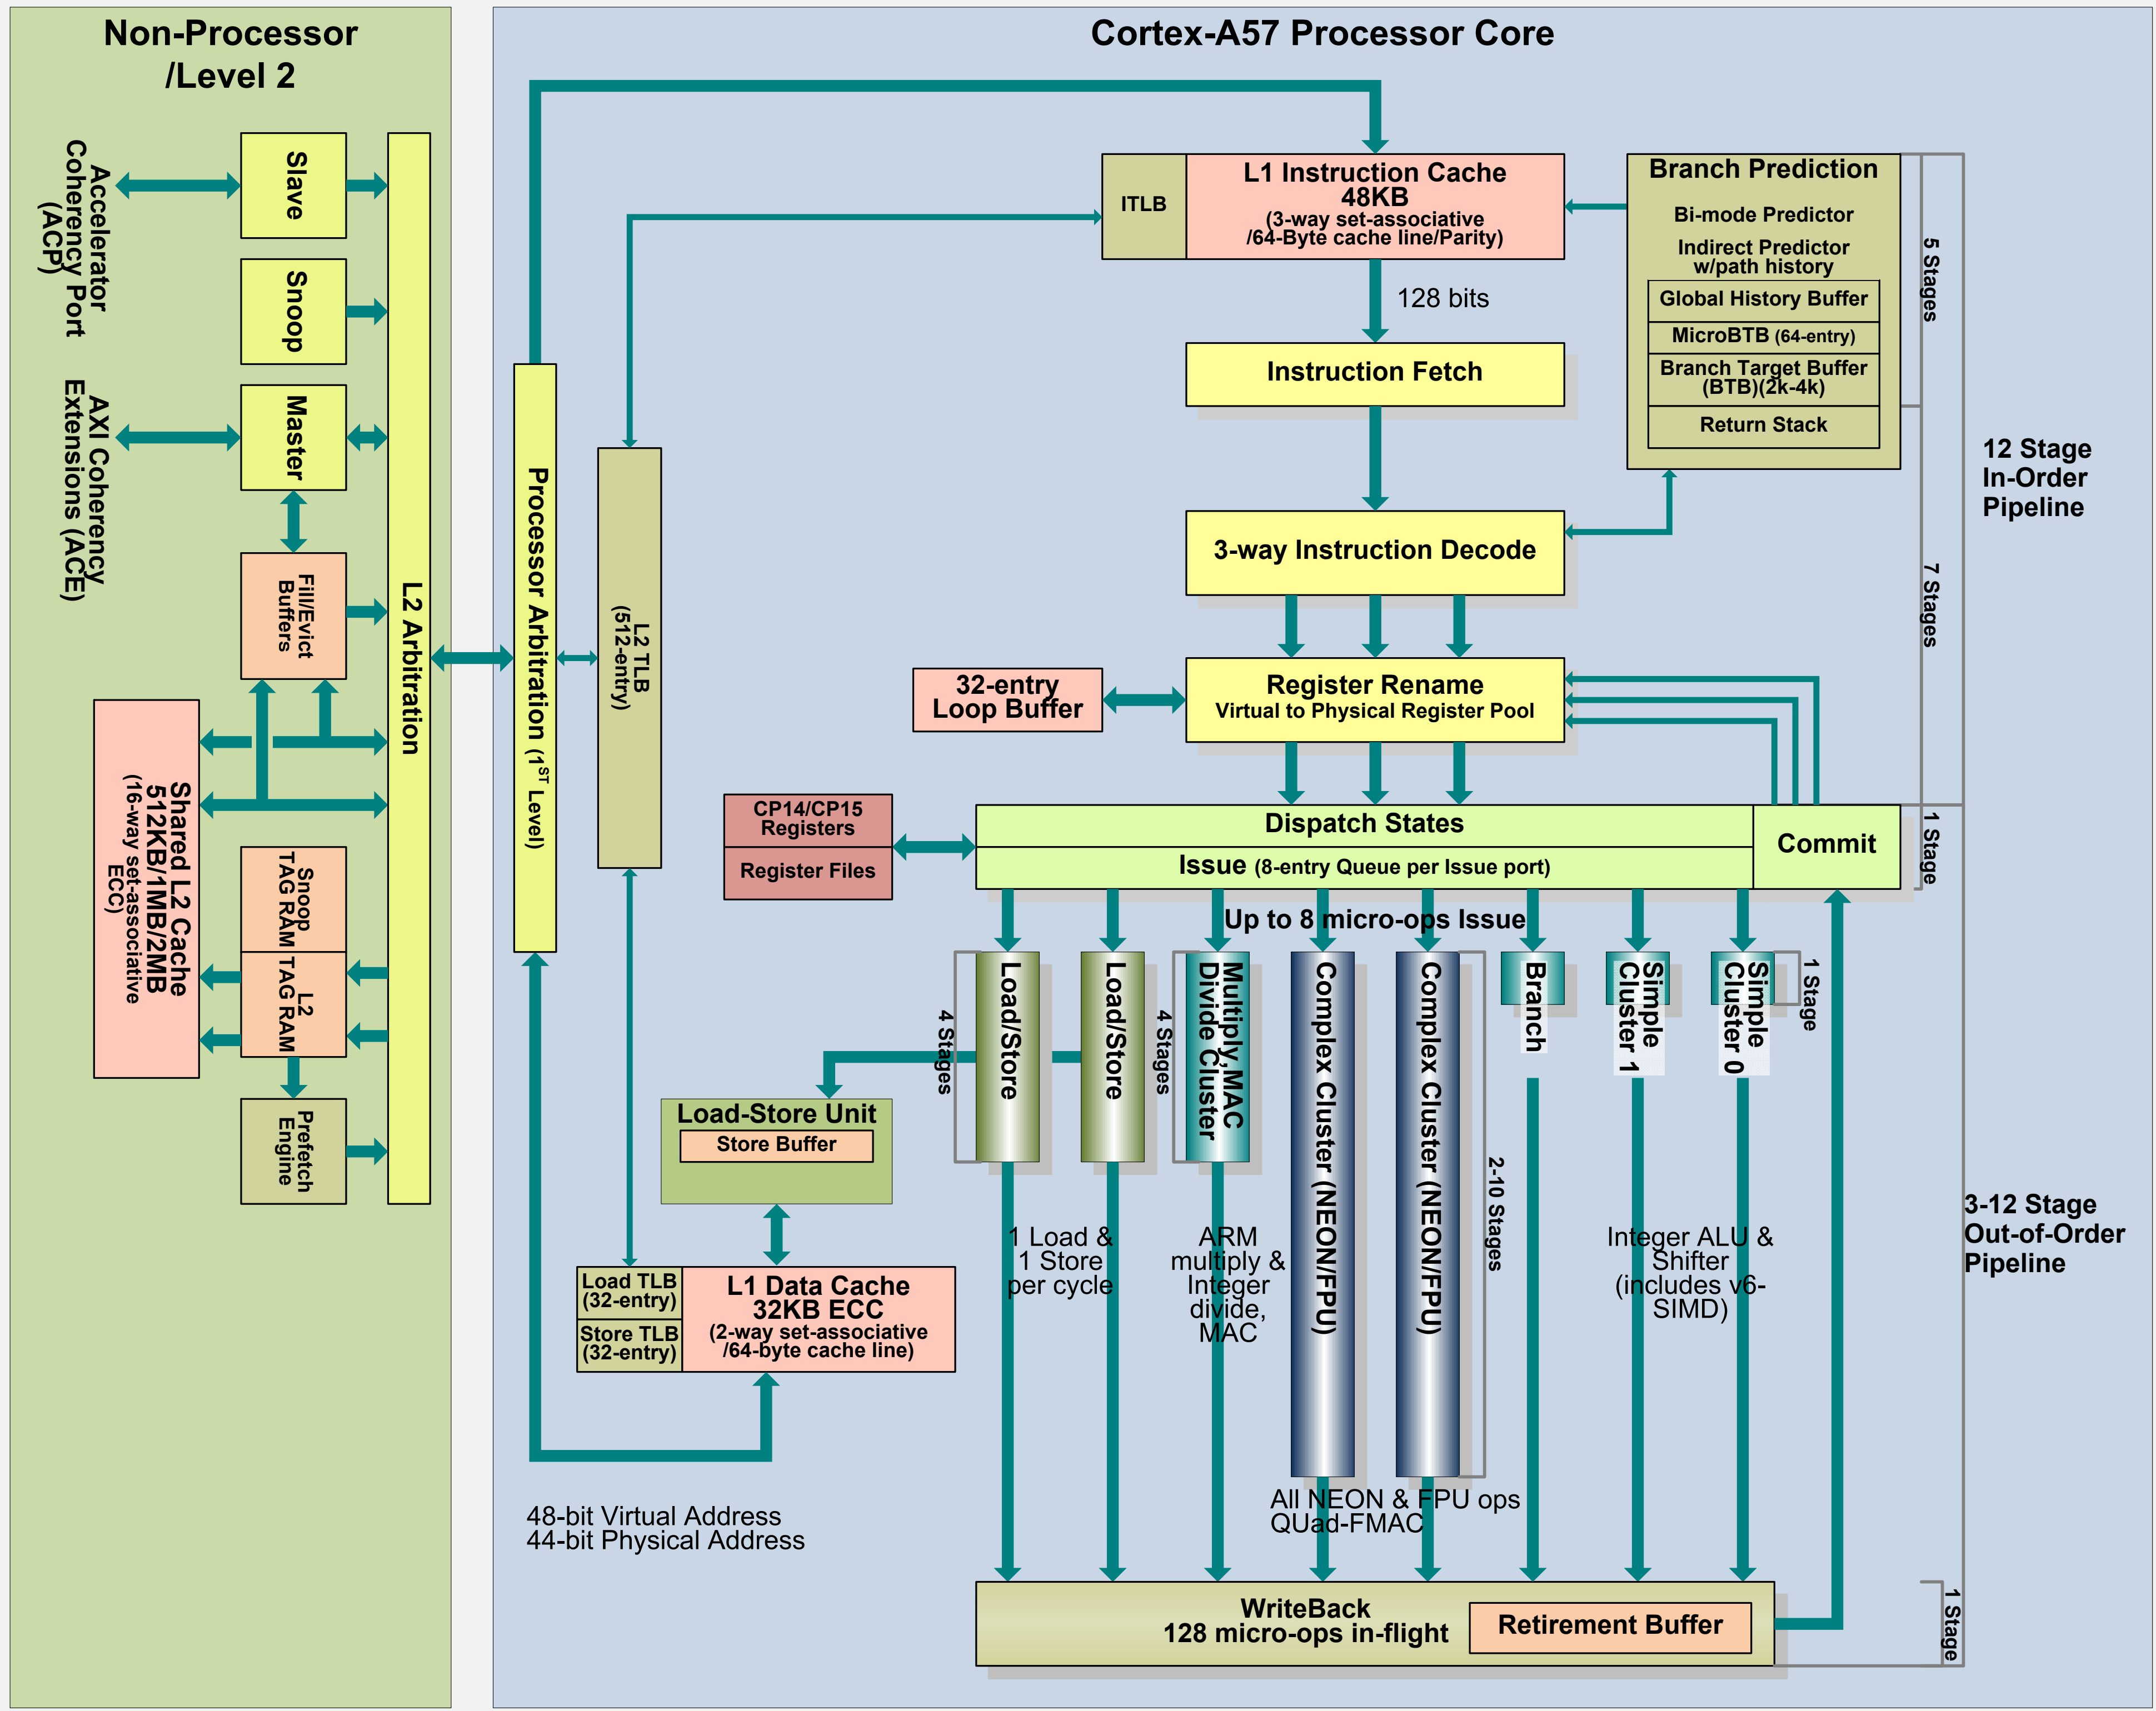 Non-Processor
/Level 2
Accelerator
Coherency Port
(ACP)
Slave
Snoop
AXI Coherency
Extensions (ACE)
Master
Fill/Evict
Buffers
L2 Arbitration
Shared L2 Cache
512KB/1MB/2MB
(16-way set-associative
ECC)
Snoop
TAG RAM
L2
TAG RAM
Prefetch
Engine
Cortex-A57 Processor Core
Processor Arbitration (1ST Level)
L2 TLB
(512-entry)
ITLB
L1 Instruction Cache
48KB
(3-way set-associative
/64-Byte cache line/Parity)
128 bits
Branch Prediction
Bi-mode Predictor
Indirect Predictor
w/path history
Global History Buffer
MicroBTB (64-entry)
Branch Target Buffer
(BTB)(2k-4k)
Return Stack
5 Stages
Instruction Fetch
12 Stage
In-Order
Pipeline
3-way Instruction Decode
7 Stages
32-entry
Loop Buffer
Register Rename
Virtual to Physical Register Pool
CP14/CP15
Registers
Register Files
Dispatch States
Issue (8-entry Queue per Issue port)
Commit
1 Stage
Up to 8 micro-ops Issue
4 Stages
Load/Store
Load/Store
4 Stages
Multiply,MAC
Divide Cluster
Complex Cluster (NEON/FPU)
Complex Cluster (NEON/FPU)
2-10 Stages
Branch
Simple
Cluster 1
Simple
Cluster 0
1 Stage
Load-Store Unit
Store Buffer
Load TLB
(32-entry)
Store TLB
(32-entry)
L1 Data Cache
32KB ECC
(2-way set-associative
/64-byte cache line)
1 Load &
1 Store
per cycle
ARM
multiply &
Integer
divide,
MAC
Integer ALU &
Shifter
(includes v6-
SIMD)
3-12 Stage
Out-of-Order
Pipeline
All NEON & FPU ops
QUad-FMAC
48-bit Virtual Address
44-bit Physical Address
WriteBack
128 micro-ops in-flight
Retirement Buffer
1 Stage